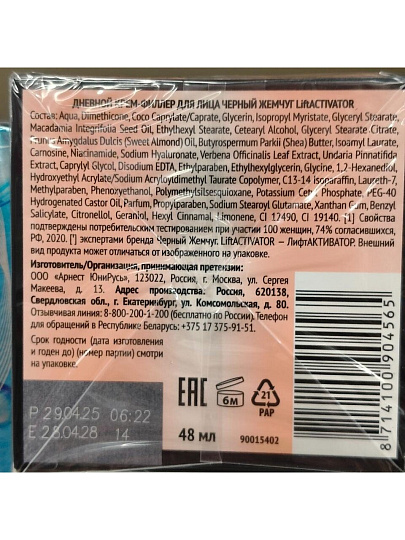 ДНЕВНОЙ КРЕМ-ФИЛЛЕР ДЛЯ ЛИЦА ЧЕРНЫЙ ЖЕМЧУГ LiftACTIVATOR
Состав: Aqua, Dimethicone, Coco Caprylate/Caprate, Glycerin, Isopropyl Myristate, Glyceryl Stearate,
Macadamia Integrifolia Seed Oil, Ethylhexyl Stearate, Cetearyl Alcohol, Glyceryl Stearate Citrate,
Prunus Amygdalus Dulcis (Sweet Almond) Oil, Butyrospermum Parkii (Shea) Butter, Isoamyl Laurate,
Carnosine, Niacinamide, Sodium Hyaluronate, Verbena Officinalis Leaf Extract, Undaria Pinnatifida
Extract, Caprylyl Glycol, Disodium EDTA, Ethylparaben, Ethylhexylglycerin, Glycine, 1,2-Hexanediol,
Hydroxyethyl Acrylate/Sodium Acryloyldimethyl Taurate Copolymer, C13-14 Isoparaffin, Laureth-7,
Methylparaben, Phenoxyethanol, Polymethylsilsesquioxane, Potassium Cetyl Phosphate, PEG-40
Hydrogenated Castor Oil, Parfum, Propylparaben, Sodium Stearoyl Glutamate, Xanthan Gum, Benzyl
Salicylate, Citronellol, Geraniol, Hexyl Cinnamal, Limonene, CI 12490, CI 19140. [1] Свойства
подтверждены потребительским тестированием при участии 100 женщин, 74% согласившихся,
РФ, 2020. [*] экспертами бренда Черный Жемчуг. LiftACTIVATOR — ЛифтАКТИВАТОР. Внешний
вид продукта может отличаться от изображенного на упаковке.
Изготовитель/Организация, принимающая претензии:
ООО «Арнест ЮниРусь», 123022, Россия, г. Москва, ул. Сергея
Макеева, д. 13. Адрес производства: Россия, 620138,
Свердловская обл., г. Екатеринбург, ул. Комсомольская, д. 80.
Отзывчивая линия: 8-800-200-1-200 (бесплатно по России). Телефон
для обращений в Республике Беларусь: +375 17 375-91-51.
Срок годности (дата изготовления
и годен до) (номер партии) смотри
на упаковке.
P 290425 06:22
E 28.04.28 14
EAC
6М
21
PAP
48 мл
90015402
8 714100 904565